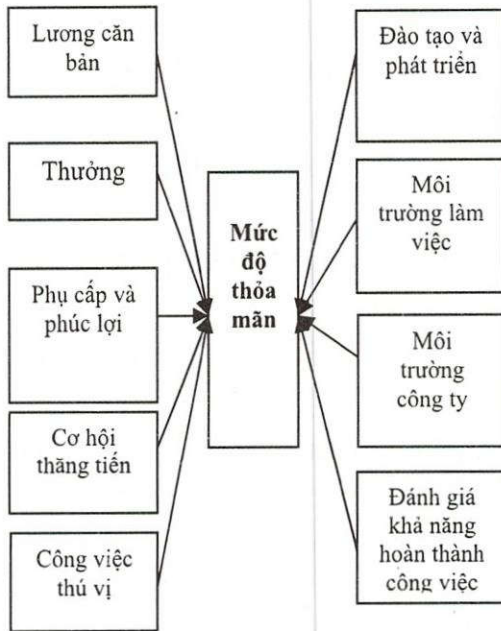 Lương căn
bản
Thưởng
Phụ cấp và
phúc lợi
Cơ hội
thăng tiến
Công việc
thú vị
Mức
độ
thỏa
mãn
Đào tạo và
phát triển
Môi
trường làm
việc
Môi
trường
công ty
Đánh giá
khả năng
hoàn thành
công việc